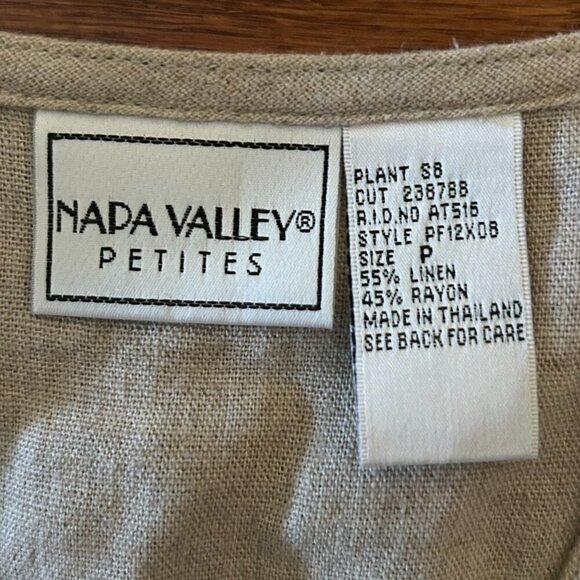 NAPA VALLEY®
PETITES
PLANT S8
CUT 238788
R.I.D.NO AT516
STYLE PF12X08
SIZE P
55% LINEN
45% RAYON
MADE IN THAILAND
SEE BACK FOR CARE